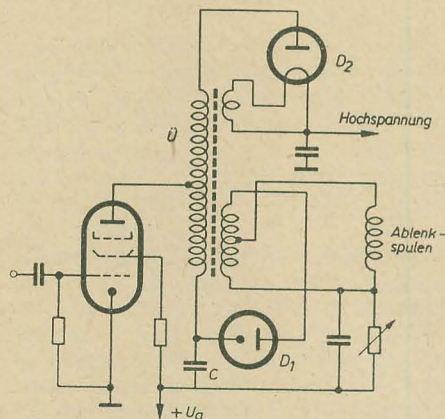 D2
Ü
Hochspannung
Ablenk-
spulen
D1
C
+Ua